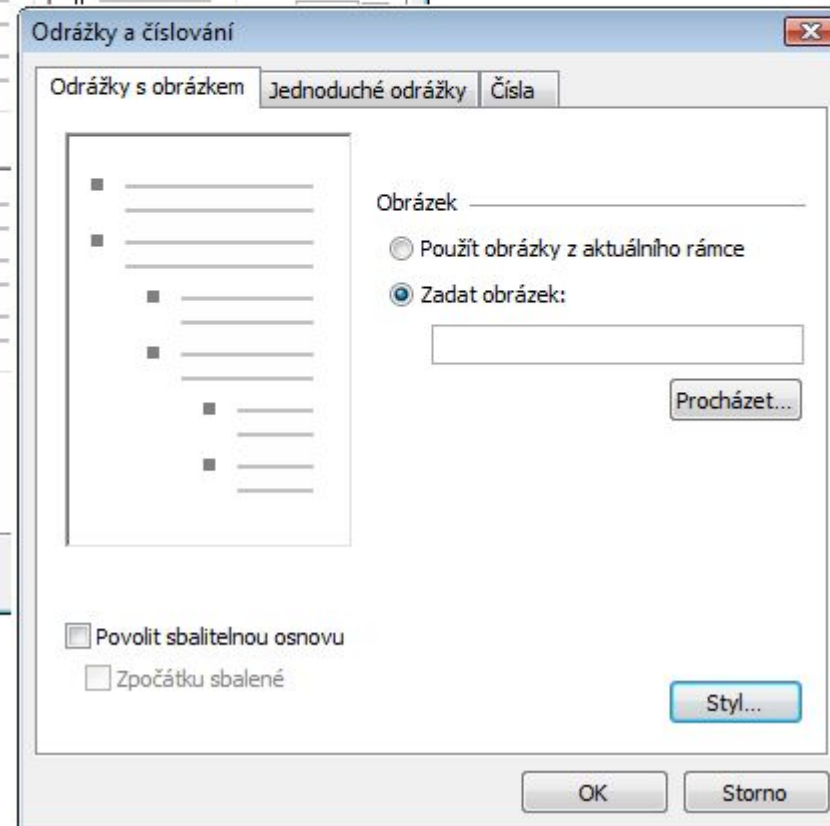 Odrážky a číslování
Odrážky s obrázkem
Jednoduché odrážky
Čísla
Obrázek
Použít obrázky z aktuálního rámce
Zadat obrázek:
Procházet...
Povolit sbalitelnou osnovu
Zpočátku sbalené
Styl...
OK
Storno